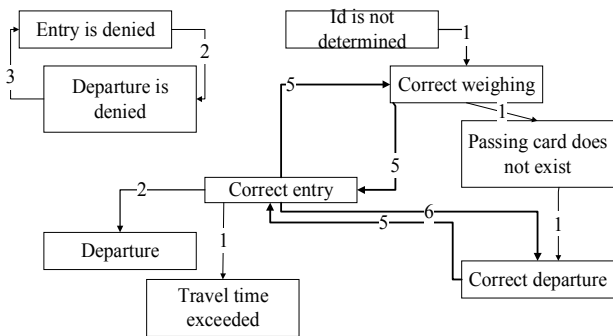 Entry is denied
2
3
Departure is
denied
Id is not
determined
1
Correct weighing
5
1
Passing card does
not exist
5
Correct entry
2
6
5
1
1
Departure
Correct departure
Travel time
exceeded